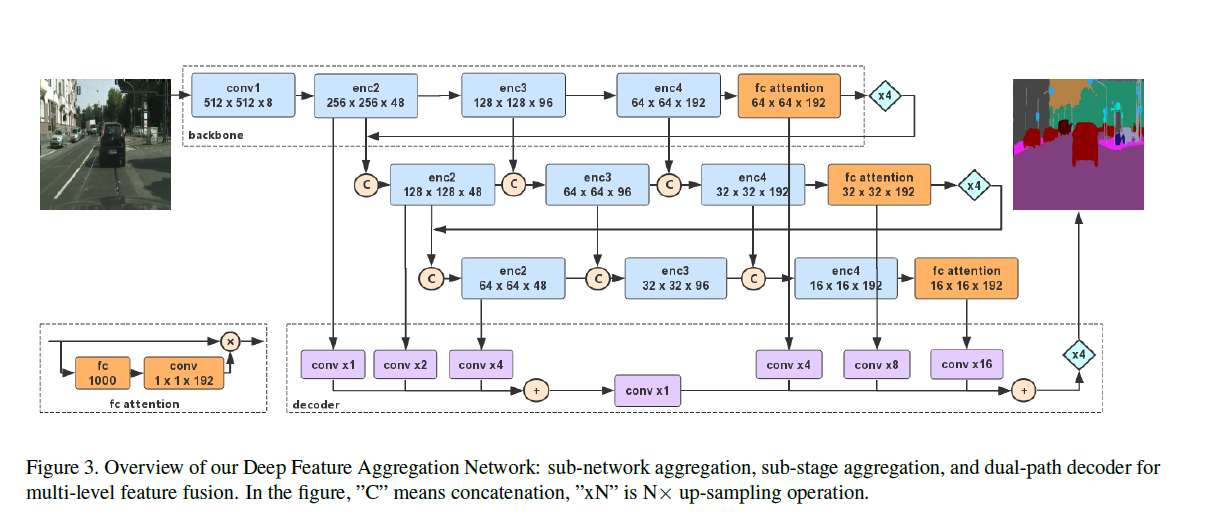 conv1
512 x 512 x8
enc2
256 x 256 x 48
enc3
128 x 128 x 96
enc4
64 x 64 x 192
fc attention
64 x 64 x 192
x4
backbone
C
enc2
128 x 128 x 48
C
enc3
64 x 64 x 96
C
enc4
32 x 32 x 192
fc attention
32 x 32 x 192
x4
C
enc2
64 x 64 x 48
C
enc3
32 x 32 x 96
C
enc4
16 x 16 x 192
fc attention
16 x 16 x 192
x
fc
1000
conv
1 x 1 x 192
fc attention
conv x1
conv x2
conv x4
+
conv x1
conv x4
conv x8
conv x16
+
x4
decoder
Figure 3. Overview of our Deep Feature Aggregation Network: sub-network aggregation, sub-stage aggregation, and dual-path decoder for
multi-level feature fusion. In the figure, ”C” means concatenation, ”xN” is N× up-sampling operation.